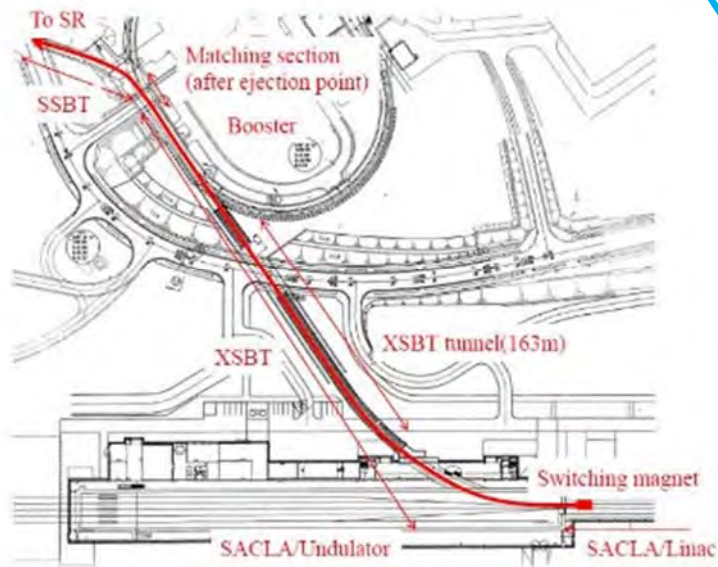 To SR
Matching section
(after ejection point)
SSBT
Booster
XSBT tunnel(163m)
XSBT
Switching magnet
SACLA/Undulator
SACLA/Linac